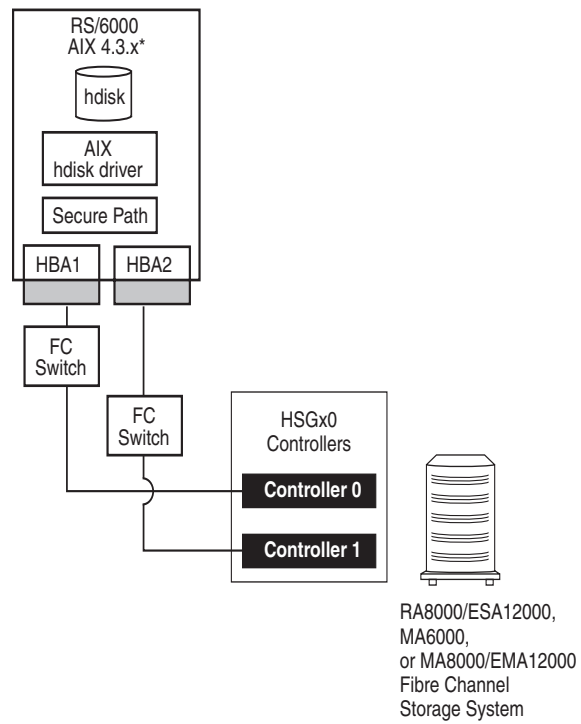 RS/6000
AIX 4.3.x*
hdisk
AIX
hdisk driver
Secure Path
HBA1
HBA2
FC
Switch
FC
Switch
HSGx0
Controllers
Controller 0
Controller 1
RA8000/ESA12000,
MA6000,
or MA8000/EMA12000
Fibre Channel
Storage System